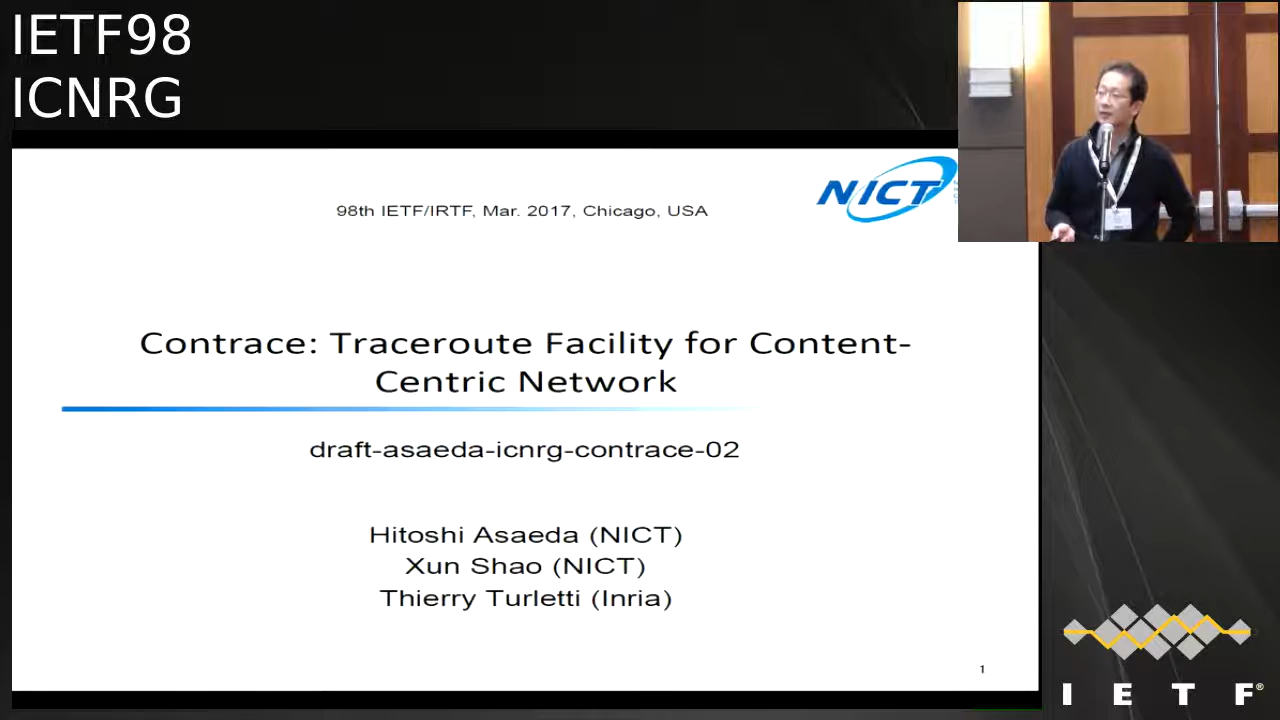 IETF98
ICNRG
NICT
98th IETF/IRTF, Mar. 2017, Chicago, USA
Contrace: Traceroute Facility for Content-
Centric Network
draft-asaeda-icnrg-contrace-02
Hitoshi Asaeda (NICT)
Xun Shao (NICT)
Thierry Turletti (Inria)
1
I E T F®